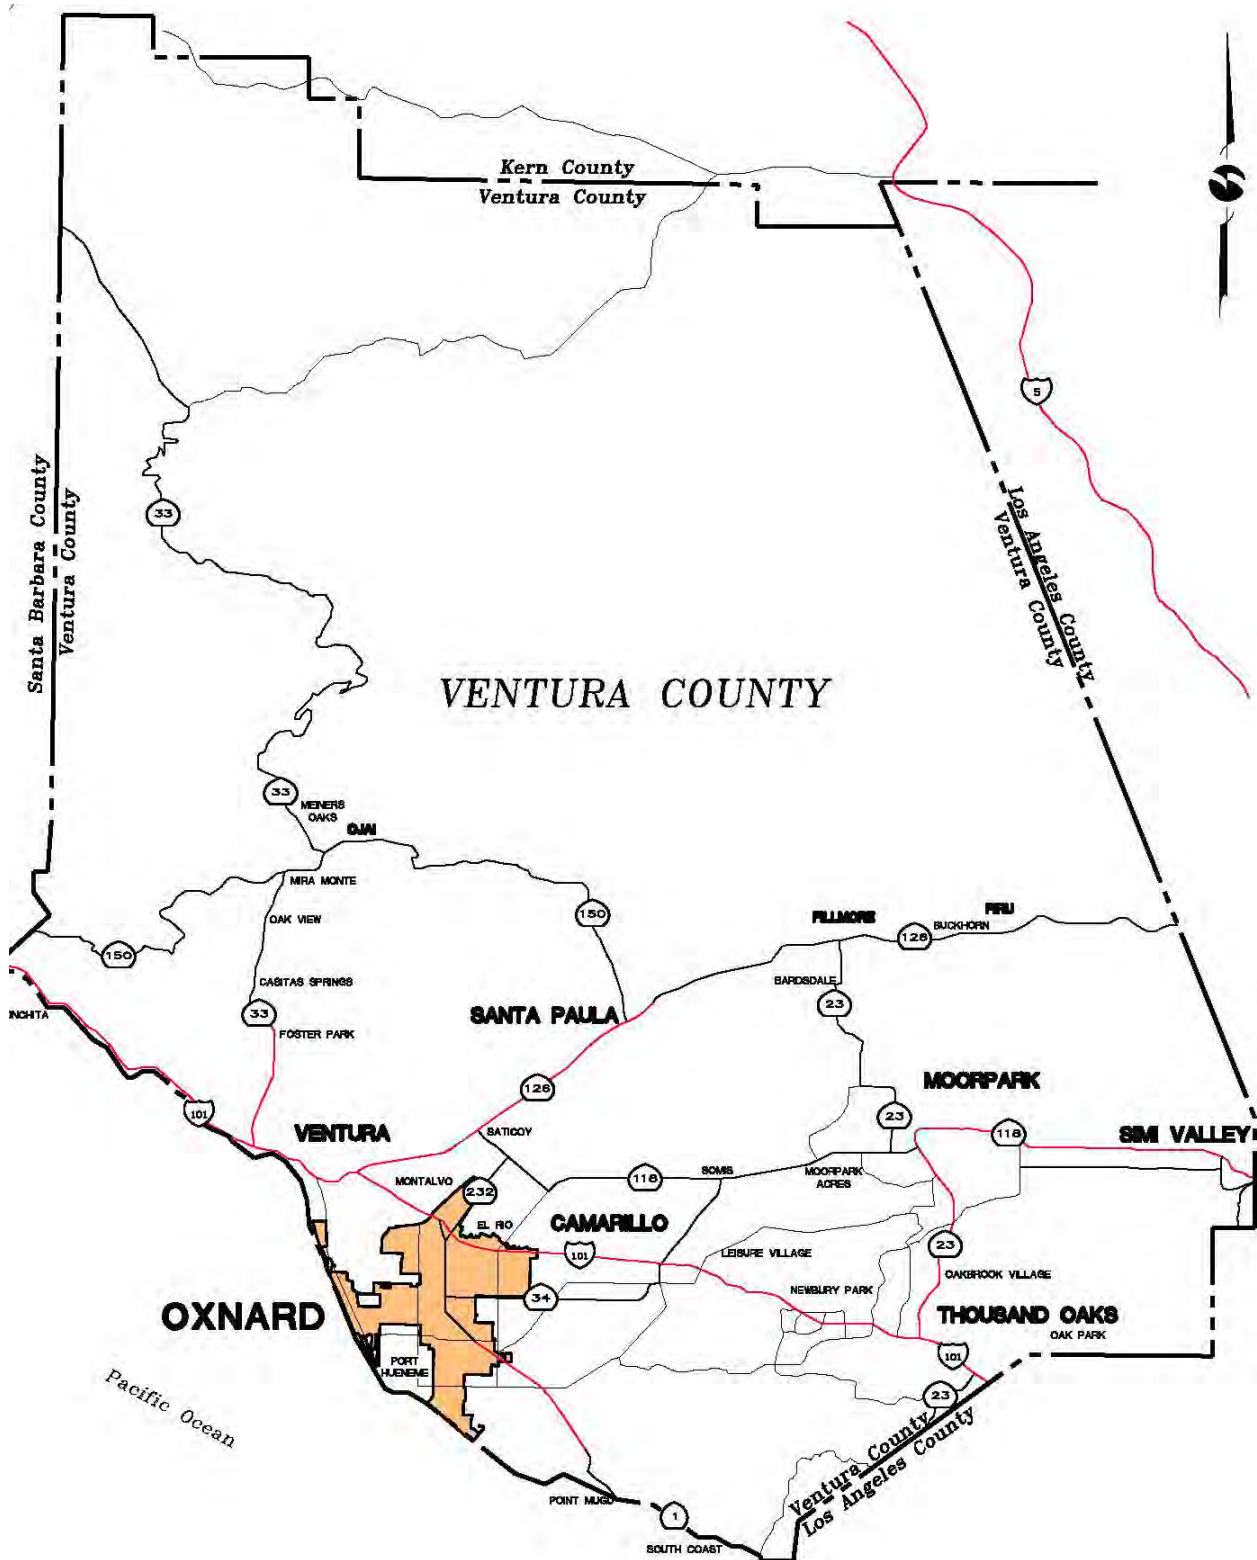 Kern County
Ventura County
5
Santa Barbara County
Ventura County
33
Los Angeles County
Ventura County
VENTURA COUNTY
33
MEINERS
OAKS
OJAI
MIRA MONTE
OAK VIEW
150
150
FILLMORE
126
BUCKHORN
PIRU
CASITAS SPRINGS
BARDSDALE
33
FOSTER PARK
SANTA PAULA
23
INCHITA
126
MOORPARK
101
23
VENTURA
SATICOY
118
SIMI VALLEY
MONTALVO
232
118
SOMIS
MOORPARK
ACRES
EL RIO
CAMARILLO
101
LEISURE VILLAGE
23
OAKBROOK VILLAGE
NEWBURY PARK
34
OXNARD
THOUSAND OAKS
OAK PARK
PORT
HUENEME
101
23
Pacific Ocean
Ventura County
Los Angeles County
POINT MUGU
1
SOUTH COAST